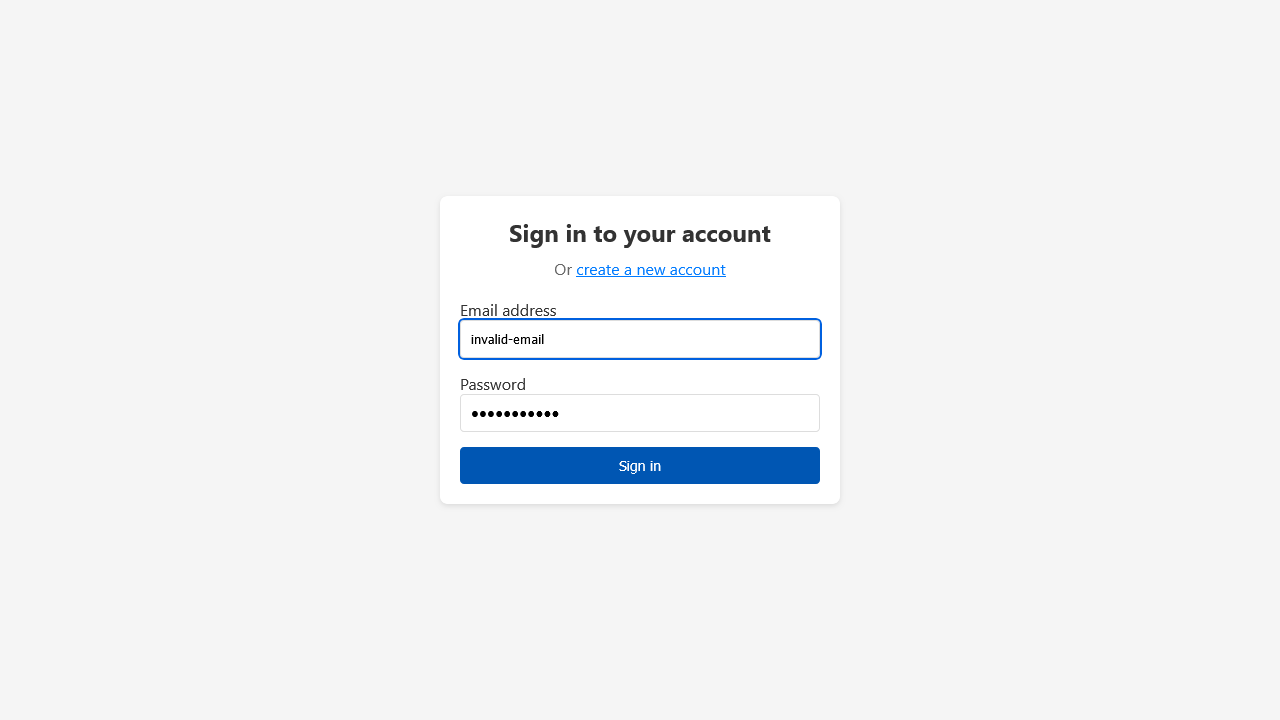 Sign in to your account
Or create a new account
Email address
invalid-email
Password
•••••••••••
Sign in